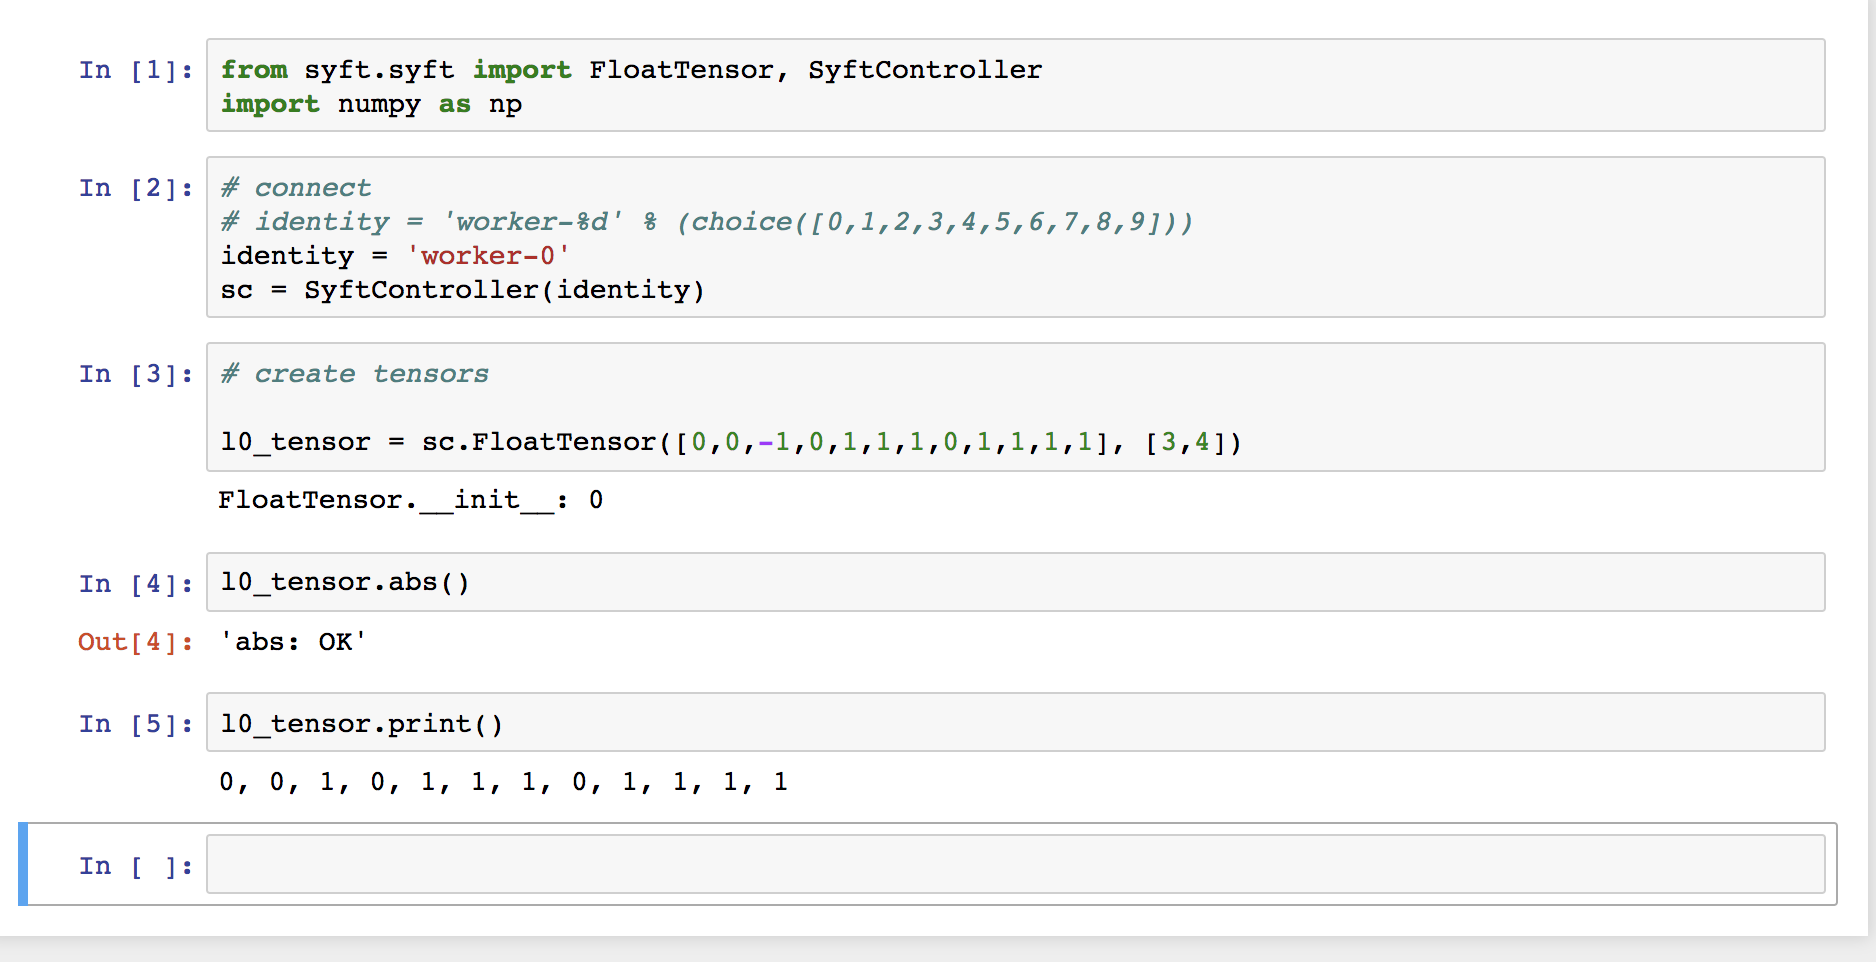 In [1]: from syft.syft import FloatTensor, SyftController
import numpy as np
In [2]: # connect
# identity = 'worker-%d' % (choice([0,1,2,3,4,5,6,7,8,9]))
identity = 'worker-0'
sc = SyftController(identity)
In [3]: # create tensors
l0_tensor = sc.FloatTensor([0,0,-1,0,1,1,1,0,1,1,1,1], [3,4])
FloatTensor.__init__: 0
In [4]: l0_tensor.abs()
Out[4]: 'abs: OK'
In [5]: l0_tensor.print()
0, 0, 1, 0, 1, 1, 1, 0, 1, 1, 1, 1
In [ ]: